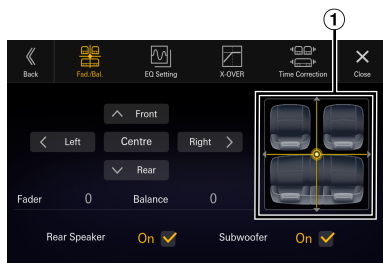 1
Back Fad./Bal. EQ Setting X-OVER Time Correction Close
Front
Left Centre Right
Rear
Fader 0 Balance 0
Rear Speaker On Subwoofer On